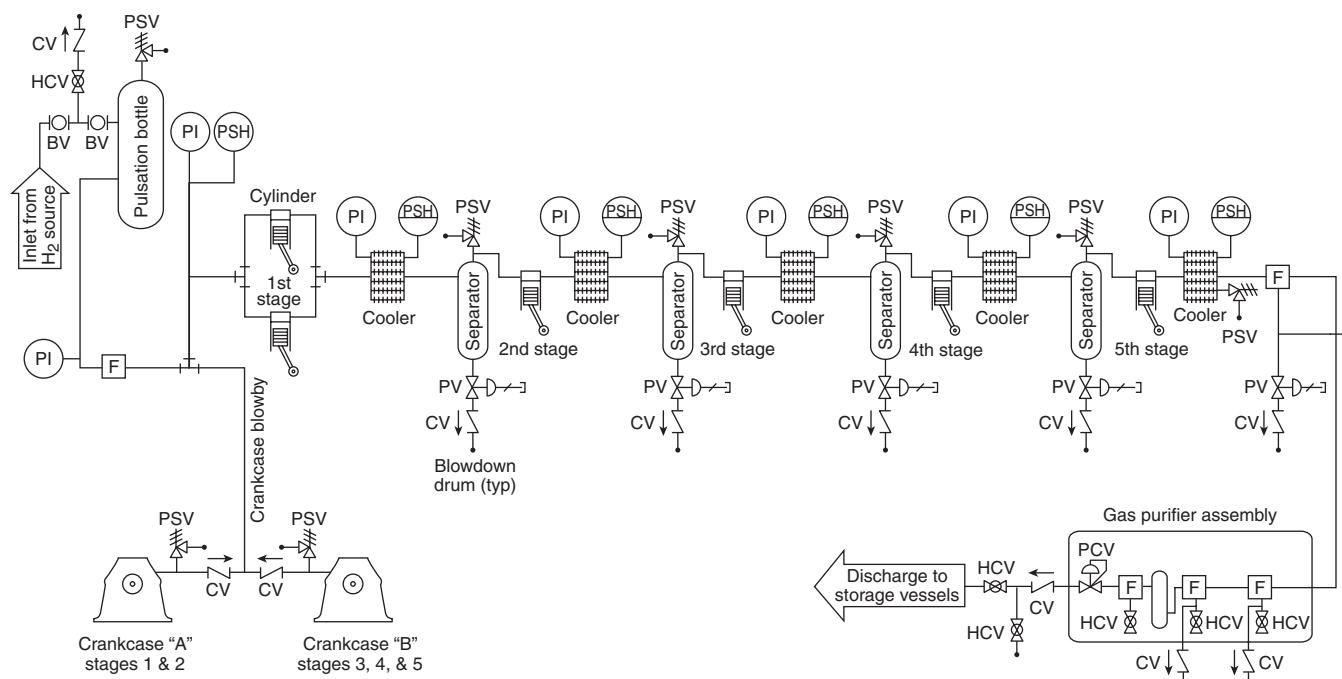 PSV
CV
HCV
BV
BV
Pulsation bottle
Inlet from
H2 source
PI
PSH
Cylinder
1st
stage
PI
PSH
Cooler
PSV
Separator
2nd stage
PI
PSH
Cooler
PSV
Separator
3rd stage
PI
PSH
Cooler
PSV
Separator
4th stage
PI
PSH
Cooler
PSV
Separator
5th stage
PI
PSH
Cooler
PSV
F
PI
F
PV
CV
Blowdown
drum (typ)
PV
CV
PV
CV
PV
CV
PV
CV
Crankcase blowby
PSV
PSV
CV
CV
Crankcase “A”
stages 1 & 2
Crankcase “B”
stages 3, 4, & 5
Gas purifier assembly
PCV
F
F
F
HCV
HCV
HCV
CV
CV
Discharge to
storage vessels
HCV
CV
HCV